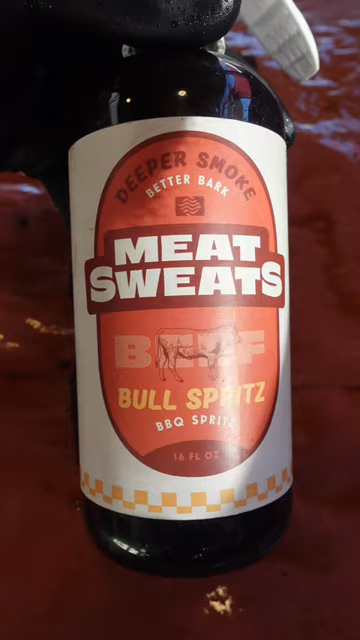 DEEPER SMOKE
BETTER BARK
MEAT
SWEATS
BEEF
BULL SPRITZ
BBQ SPRITZ
16 FL OZ